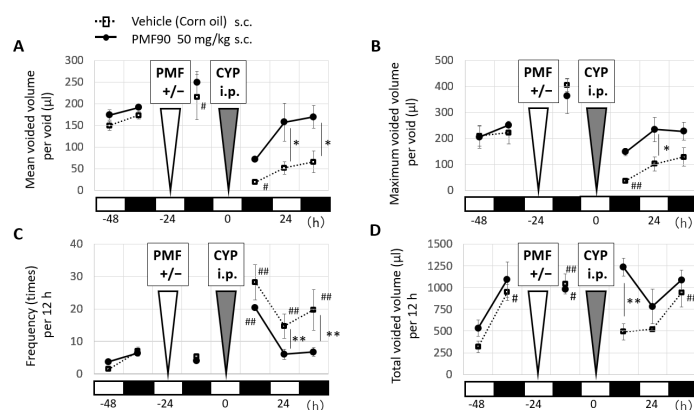 Vehicle (Corn oil) s.c.
PMF90 50 mg/kg s.c.
A
Mean voided volume
per void (µl)
300
250
200
150
100
50
0
PMF
+/−
CYP
i.p.
#
#
*
*
-48
-24
0
24
(h)
B
Maximum voided volume
per void (µl)
500
400
300
200
100
0
PMF
+/−
CYP
i.p.
##
*
-48
-24
0
24
(h)
C
Frequency (times)
per 12 h
40
30
20
10
0
PMF
+/−
CYP
i.p.
##
##
##
##
**
**
-48
-24
0
24
(h)
D
Total voided volume (µl)
per 12 h
1500
1250
1000
750
500
250
0
PMF
+/−
CYP
i.p.
#
##
#
**
-48
-24
0
24
(h)